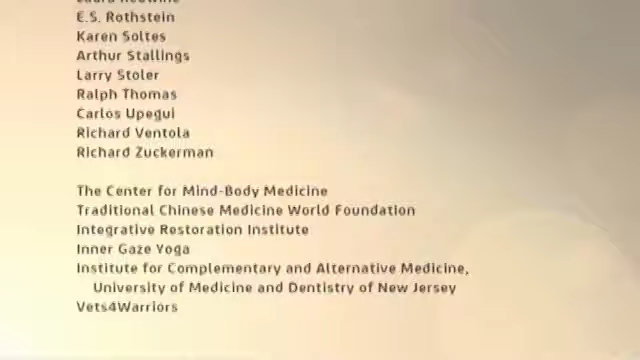 E.S. Rothstein
Karen Soltes
Arthur Stallings
Larry Stoler
Ralph Thomas
Carlos Upegui
Richard Ventola
Richard Zuckerman
The Center for Mind-Body Medicine
Traditional Chinese Medicine World Foundation
Integrative Restoration Institute
Inner Gaze Yoga
Institute for Complementary and Alternative Medicine,
University of Medicine and Dentistry of New Jersey
Vets4Warriors